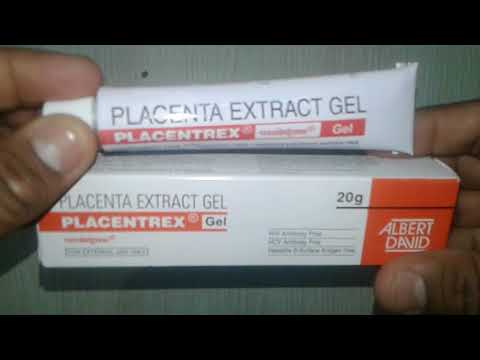 PLACENTA EXTRACT GEL
PLACENTREX® Gel
PLACENTA EXTRACT GEL
20g
PLACENTREX® Gel
FOR EXTERNAL USE ONLY
HIV Antibody Free
HCV Antibody Free
Hepatitis B Surface Antigen Free
ALBERT
DAVID